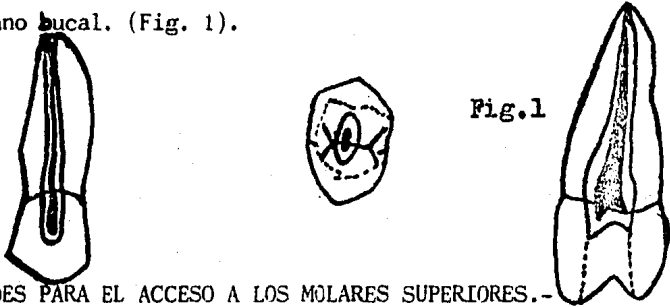 no bucal. (Fig. 1).
Fig.1
DES PARA EL ACCESO A LOS MOLARES SUPERIORES.-